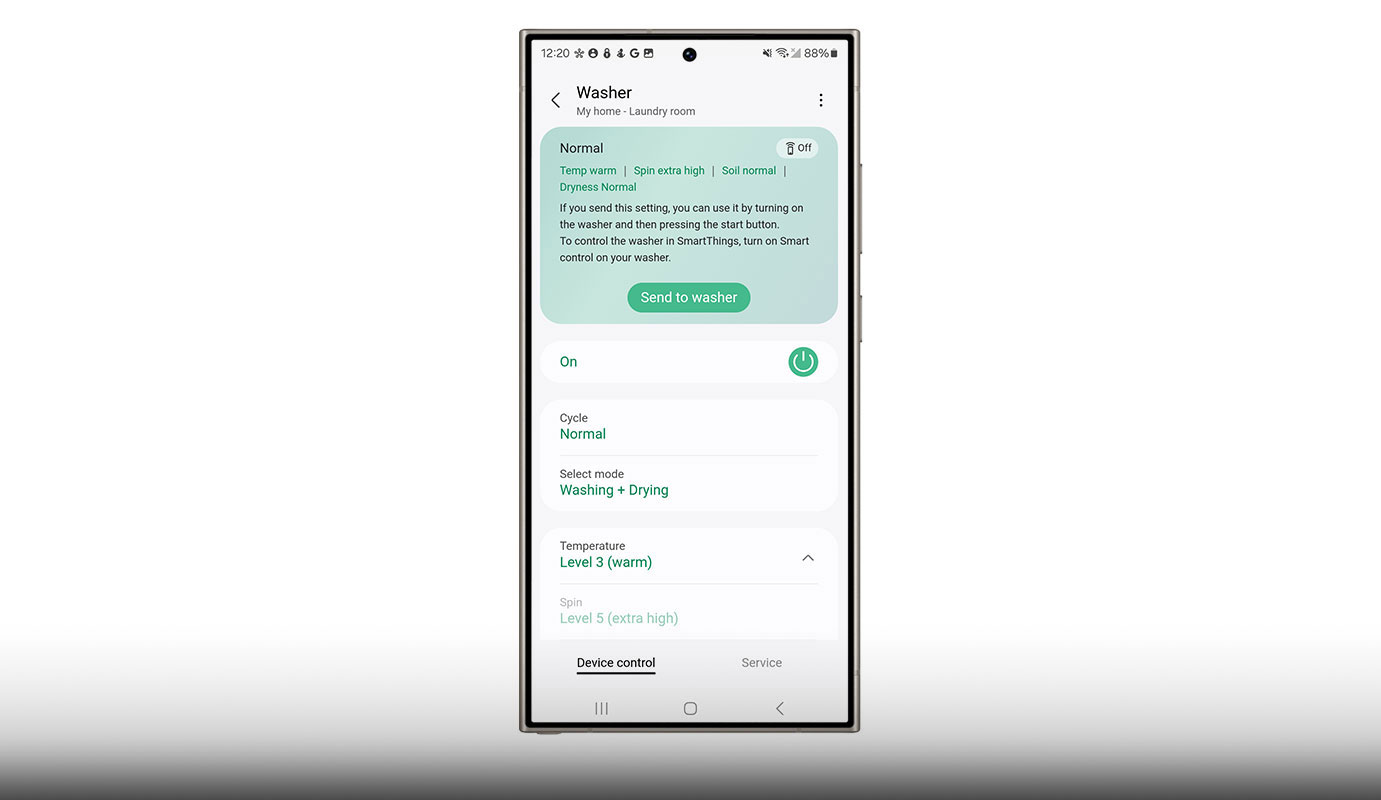 12:20 G 88%
Washer
My home - Laundry room
Normal Off
Temp warm | Spin extra high | Soil normal |
Dryness Normal
If you send this setting, you can use it by turning on
the washer and then pressing the start button.
To control the washer in SmartThings, turn on Smart
control on your washer.
Send to washer
On
Cycle
Normal
Select mode
Washing + Drying
Temperature
Level 3 (warm)
Spin
Level 5 (extra high)
Device control Service